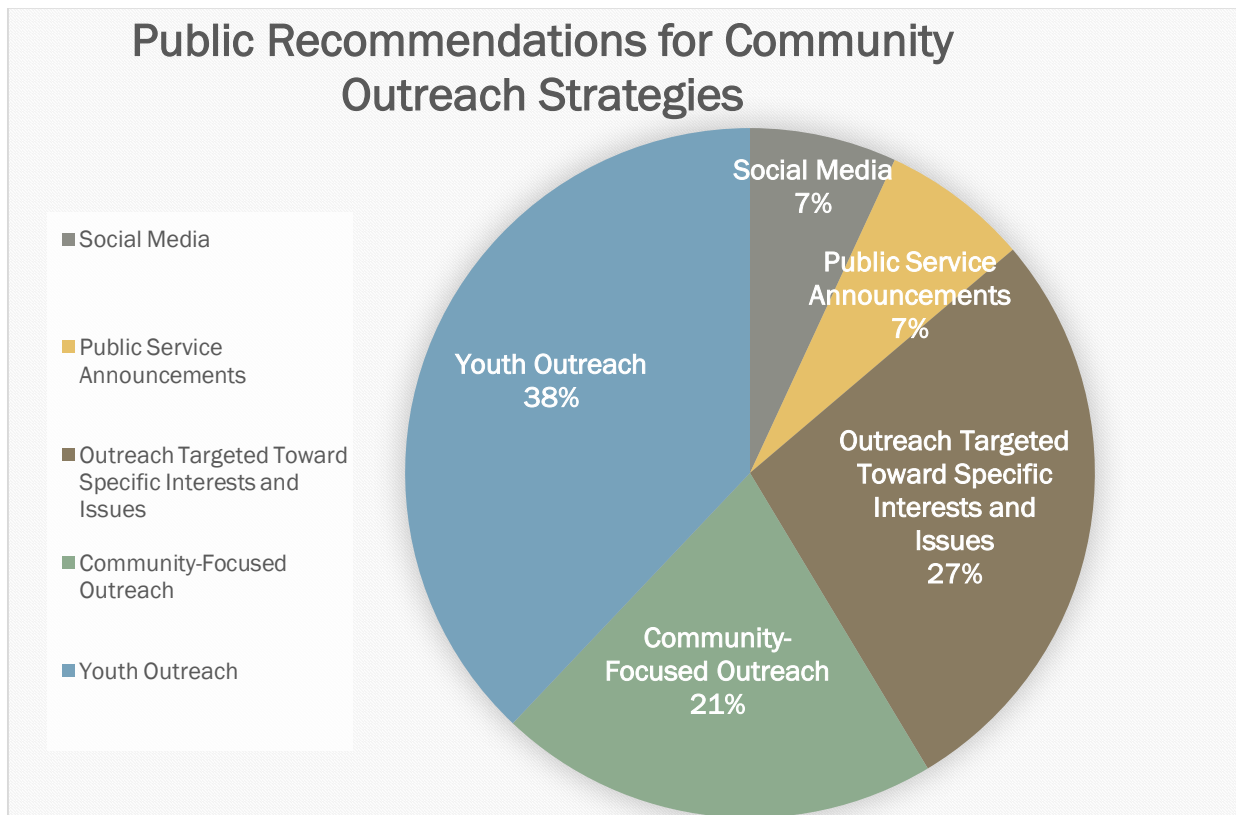 Public Recommendations for Community
Outreach Strategies
Social Media
Public Service
Announcements
Outreach Targeted Toward
Specific Interests and
Issues
Community-Focused
Outreach
Youth Outreach
Social Media
7%
Public Service
Announcements
7%
Outreach Targeted
Toward Specific
Interests and
Issues
27%
Community-
Focused Outreach
21%
Youth Outreach
38%